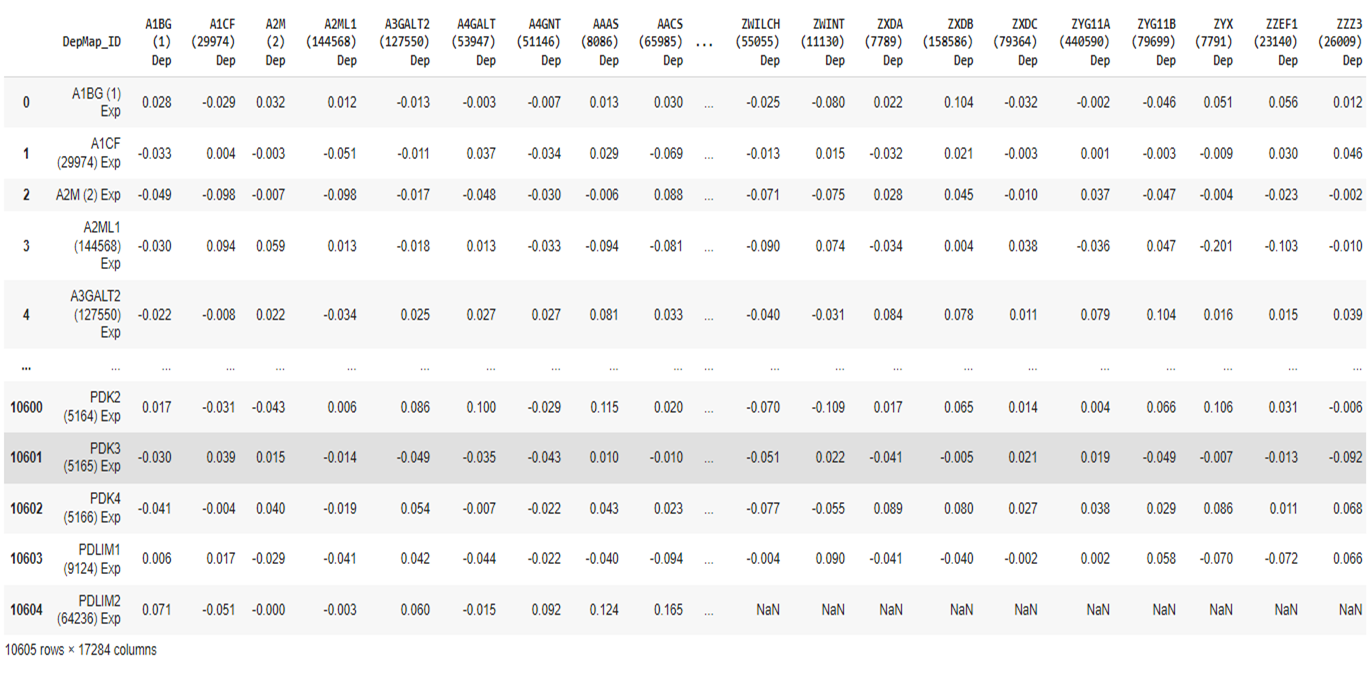 DepMap_ID A1BG (1) Dep A1CF (29974) Dep A2M (2) Dep A2ML1 (144568) Dep A3GALT2 (127550) Dep A4GALT (53947) Dep A4GNT (51146) Dep AAAS (8086) Dep AACS (65985) Dep ... ZWILCH (55055) Dep ZWINT (11130) Dep ZXDA (7789) Dep ZXDB (158586) Dep ZXDC (79364) Dep ZYG11A (440590) Dep ZYG11B (79699) Dep ZYX (7791) Dep ZZEF1 (23140) Dep ZZZ3 (26009) Dep
0 A1BG (1) Exp 0.028 -0.029 0.032 0.012 -0.013 -0.003 -0.007 0.013 0.030 ... -0.025 -0.080 0.022 0.104 -0.032 -0.002 -0.046 0.051 0.056 0.012
1 A1CF (29974) Exp -0.033 0.004 -0.003 -0.051 -0.011 0.037 -0.034 0.029 -0.069 ... -0.013 0.015 -0.032 0.021 -0.003 0.001 -0.003 -0.009 0.030 0.046
2 A2M (2) Exp -0.049 -0.098 -0.007 -0.098 -0.017 -0.048 -0.030 -0.006 0.088 ... -0.071 -0.075 0.028 0.045 -0.010 0.037 -0.047 -0.004 -0.023 -0.002
3 A2ML1 (144568) Exp -0.030 0.094 0.059 0.013 -0.018 0.013 -0.033 -0.094 -0.081 ... -0.090 0.074 -0.034 0.004 0.038 -0.036 0.047 -0.201 -0.103 -0.010
4 A3GALT2 (127550) Exp -0.022 -0.008 0.022 -0.034 0.025 0.027 0.027 0.081 0.033 ... -0.040 -0.031 0.084 0.078 0.011 0.079 0.104 0.016 0.015 0.039
... ... ... ... ... ... ... ... ... ... ... ... ... ... ... ... ... ... ... ... ... ...
10600 PDK2 (5164) Exp 0.017 -0.031 -0.043 0.006 0.086 0.100 -0.029 0.115 0.020 ... -0.070 -0.109 0.017 0.065 0.014 0.004 0.066 0.106 0.031 -0.006
10601 PDK3 (5165) Exp -0.030 0.039 0.015 -0.014 -0.049 -0.035 -0.043 0.010 -0.010 ... -0.051 0.022 -0.041 -0.005 0.021 0.019 -0.049 -0.007 -0.013 -0.092
10602 PDK4 (5166) Exp -0.041 -0.004 0.040 -0.019 0.054 -0.007 -0.022 0.043 0.023 ... -0.077 -0.055 0.089 0.080 0.027 0.038 0.029 0.086 0.011 0.068
10603 PDLIM1 (9124) Exp 0.006 0.017 -0.029 -0.041 0.042 -0.044 -0.022 -0.040 -0.094 ... -0.004 0.090 -0.041 -0.040 -0.002 0.002 0.058 -0.070 -0.072 0.066
10604 PDLIM2 (64236) Exp 0.071 -0.051 -0.000 -0.003 0.060 -0.015 0.092 0.124 0.165 ... NaN NaN NaN NaN NaN NaN NaN NaN NaN NaN
10605 rows × 17284 columns